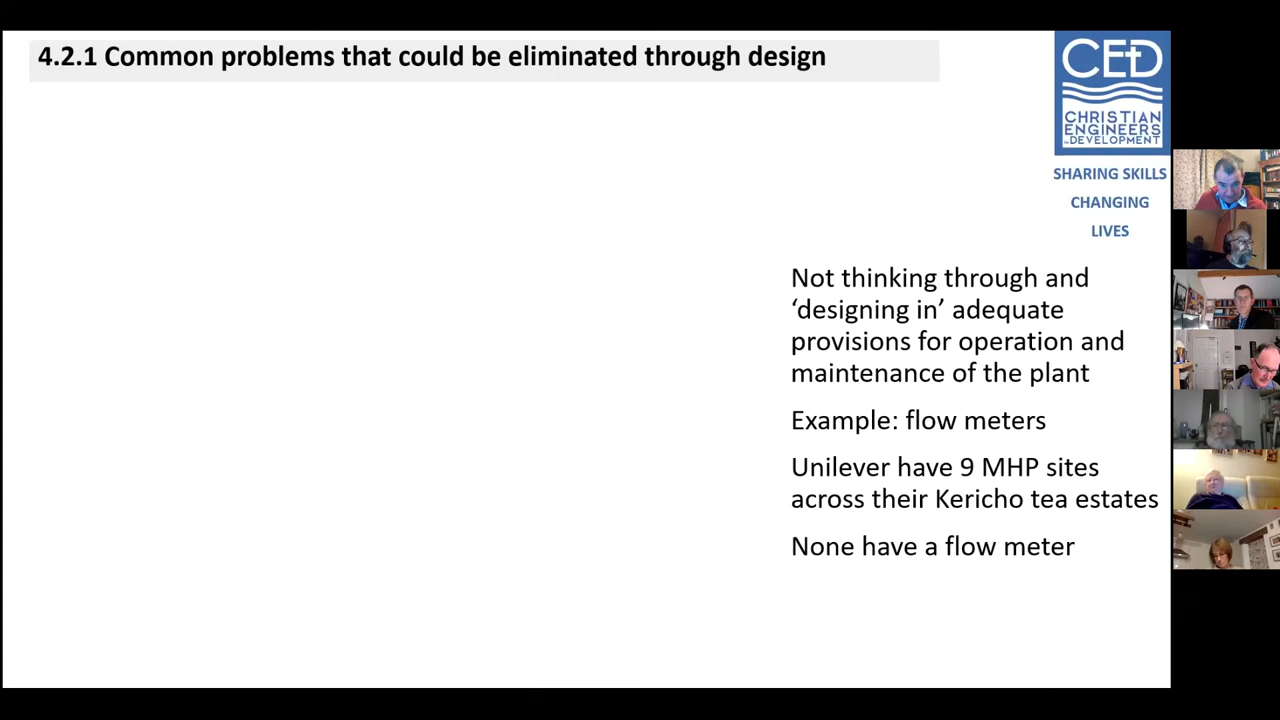 4.2.1 Common problems that could be eliminated through design
CED
CHRISTIAN
ENGINEERS
IN DEVELOPMENT
SHARING SKILLS
CHANGING
LIVES
Not thinking through and
‘designing in’ adequate
provisions for operation and
maintenance of the plant
Example: flow meters
Unilever have 9 MHP sites
across their Kericho tea estates
None have a flow meter